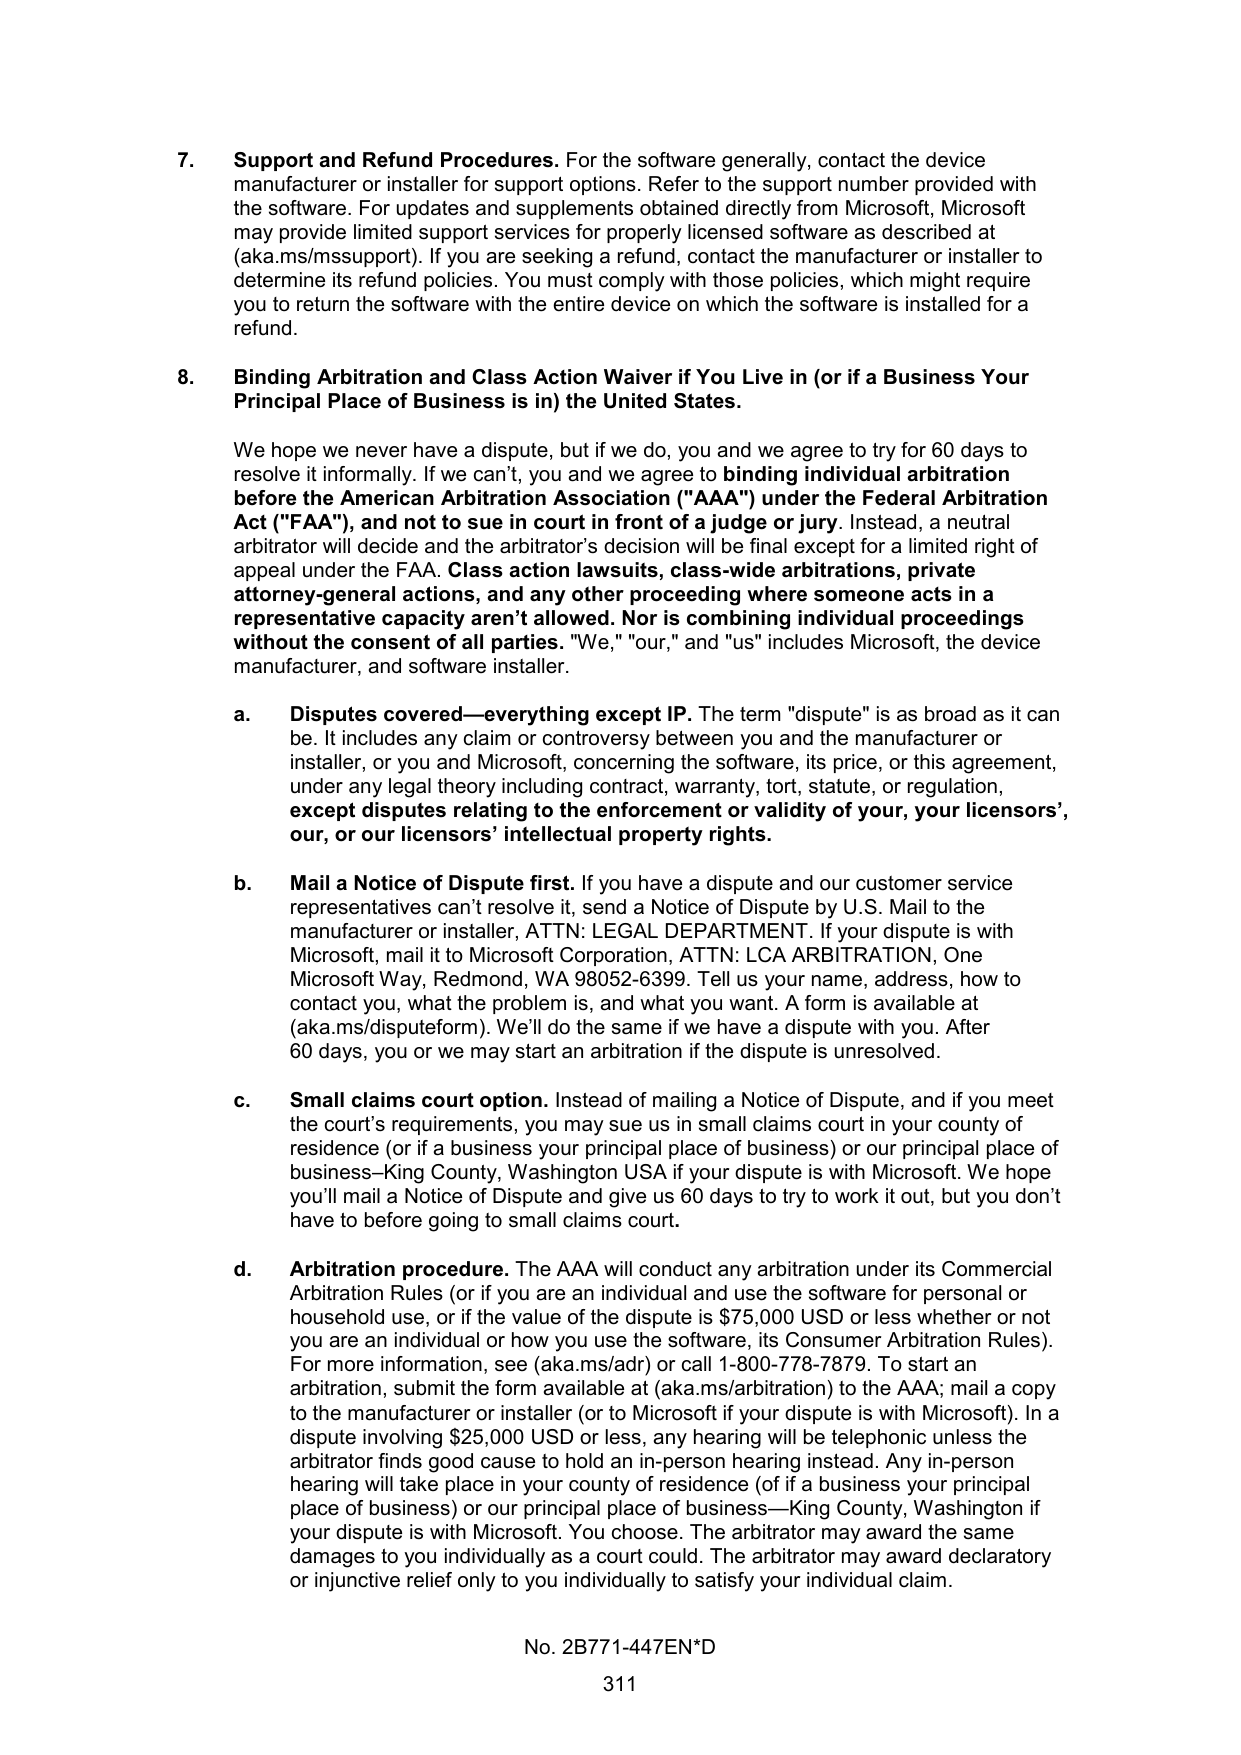 7. Support and Refund Procedures. For the software generally, contact the device
manufacturer or installer for support options. Refer to the support number provided with
the software. For updates and supplements obtained directly from Microsoft, Microsoft
may provide limited support services for properly licensed software as described at
(aka.ms/mssupport). If you are seeking a refund, contact the manufacturer or installer to
determine its refund policies. You must comply with those policies, which might require
you to return the software with the entire device on which the software is installed for a
refund.
8. Binding Arbitration and Class Action Waiver if You Live in (or if a Business Your
Principal Place of Business is in) the United States.
We hope we never have a dispute, but if we do, you and we agree to try for 60 days to
resolve it informally. If we can’t, you and we agree to binding individual arbitration
before the American Arbitration Association ("AAA") under the Federal Arbitration
Act ("FAA"), and not to sue in court in front of a judge or jury. Instead, a neutral
arbitrator will decide and the arbitrator’s decision will be final except for a limited right of
appeal under the FAA. Class action lawsuits, class-wide arbitrations, private
attorney-general actions, and any other proceeding where someone acts in a
representative capacity aren’t allowed. Nor is combining individual proceedings
without the consent of all parties. "We," "our," and "us" includes Microsoft, the device
manufacturer, and software installer.
a. Disputes covered—everything except IP. The term "dispute" is as broad as it can
be. It includes any claim or controversy between you and the manufacturer or
installer, or you and Microsoft, concerning the software, its price, or this agreement,
under any legal theory including contract, warranty, tort, statute, or regulation,
except disputes relating to the enforcement or validity of your, your licensors’,
our, or our licensors’ intellectual property rights.
b. Mail a Notice of Dispute first. If you have a dispute and our customer service
representatives can’t resolve it, send a Notice of Dispute by U.S. Mail to the
manufacturer or installer, ATTN: LEGAL DEPARTMENT. If your dispute is with
Microsoft, mail it to Microsoft Corporation, ATTN: LCA ARBITRATION, One
Microsoft Way, Redmond, WA 98052-6399. Tell us your name, address, how to
contact you, what the problem is, and what you want. A form is available at
(aka.ms/disputeform). We’ll do the same if we have a dispute with you. After
60 days, you or we may start an arbitration if the dispute is unresolved.
c. Small claims court option. Instead of mailing a Notice of Dispute, and if you meet
the court’s requirements, you may sue us in small claims court in your county of
residence (or if a business your principal place of business) or our principal place of
business–King County, Washington USA if your dispute is with Microsoft. We hope
you’ll mail a Notice of Dispute and give us 60 days to try to work it out, but you don’t
have to before going to small claims court.
d. Arbitration procedure. The AAA will conduct any arbitration under its Commercial
Arbitration Rules (or if you are an individual and use the software for personal or
household use, or if the value of the dispute is $75,000 USD or less whether or not
you are an individual or how you use the software, its Consumer Arbitration Rules).
For more information, see (aka.ms/adr) or call 1-800-778-7879. To start an
arbitration, submit the form available at (aka.ms/arbitration) to the AAA; mail a copy
to the manufacturer or installer (or to Microsoft if your dispute is with Microsoft). In a
dispute involving $25,000 USD or less, any hearing will be telephonic unless the
arbitrator finds good cause to hold an in-person hearing instead. Any in-person
hearing will take place in your county of residence (of if a business your principal
place of business) or our principal place of business—King County, Washington if
your dispute is with Microsoft. You choose. The arbitrator may award the same
damages to you individually as a court could. The arbitrator may award declaratory
or injunctive relief only to you individually to satisfy your individual claim.
No. 2B771-447EN*D
311